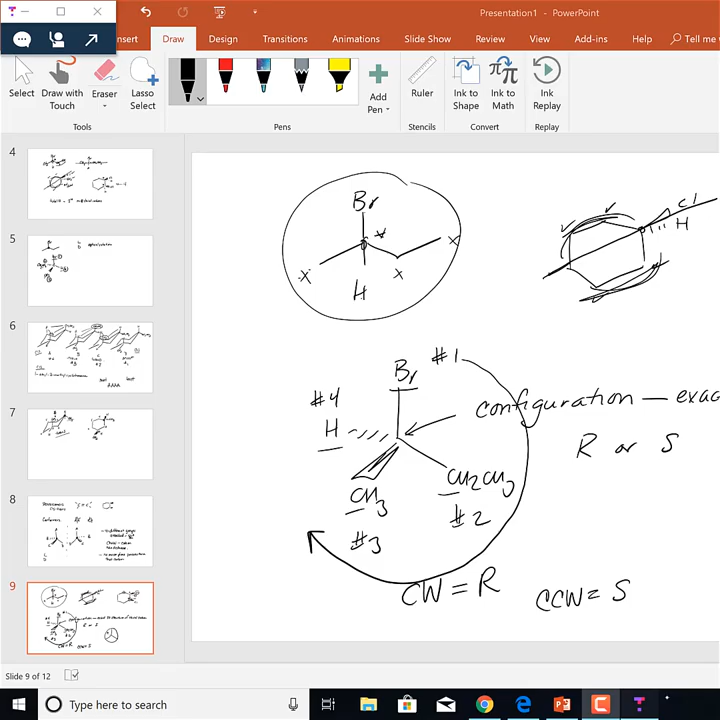 Presentation1 - PowerPoint
nsert Draw Design Transitions Animations Slide Show Review View Add-ins Help Tell me
Select
Draw with Touch
Eraser
Lasso Select
Add Pen
Ruler
Ink to Shape
Ink to Math
Ink Replay
Tools
Pens
Stencils
Convert
Replay
4
5
6
7
8
9
Br
*
X
X
X
H
Cl
H
#1
Br
#4
H
configuration — exac
R or S
CH3
CH2CH3
#2
#3
CW = R
CCW = S
Slide 9 of 12
Type here to search